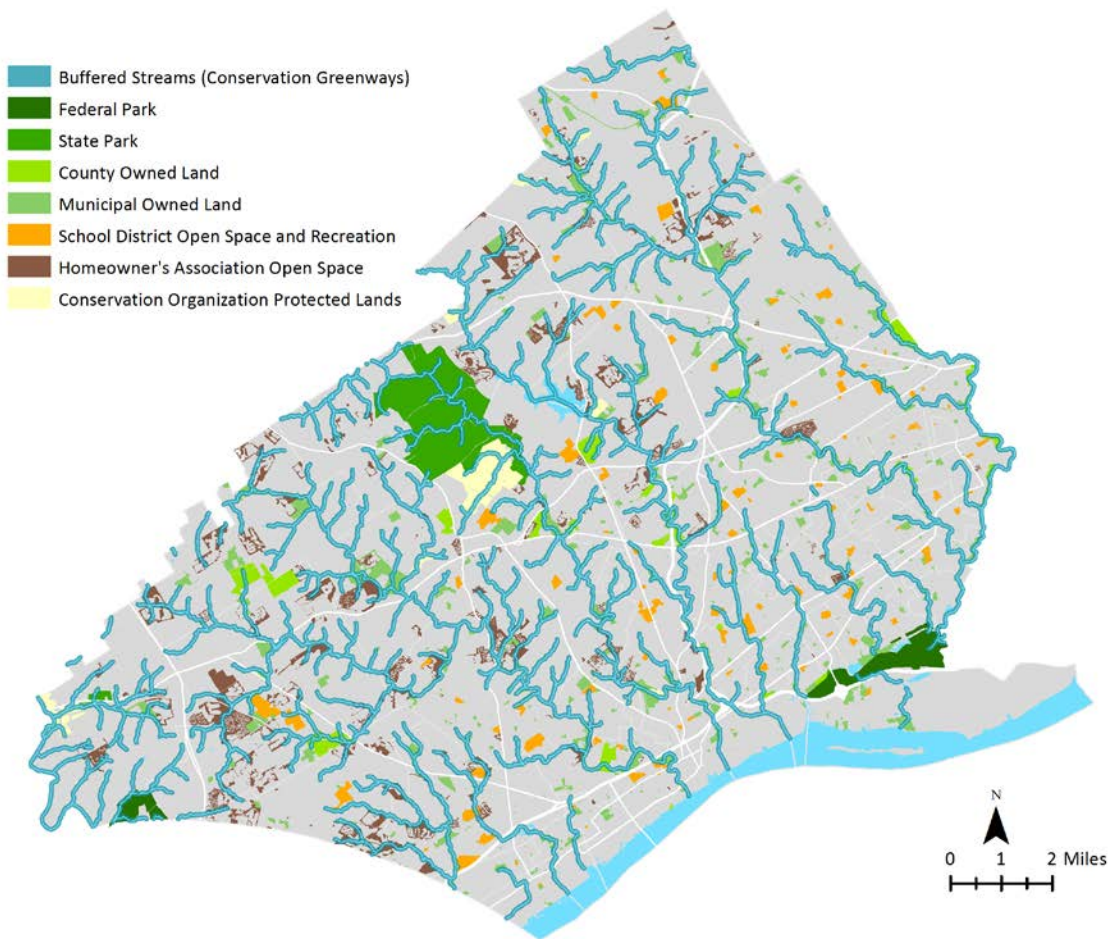 Buffered Streams (Conservation Greenways)
Federal Park
State Park
County Owned Land
Municipal Owned Land
School District Open Space and Recreation
Homeowner's Association Open Space
Conservation Organization Protected Lands
N
0 1 2 Miles